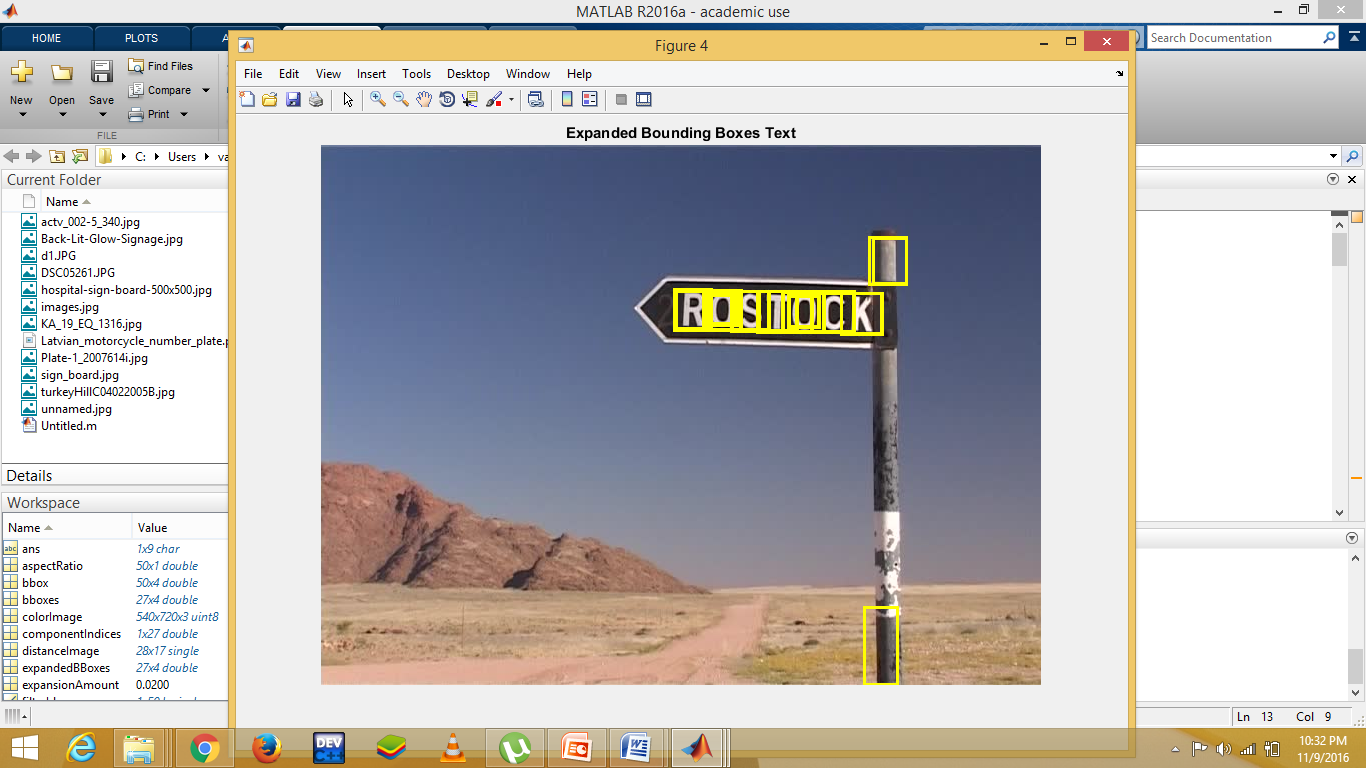 MATLAB R2016a - academic use
HOME PLOTS
Search Documentation
Figure 4
File Edit View Insert Tools Desktop Window Help
New Open Save
Find Files
Compare
Print
FILE
C: Users
Current Folder
Name
actv_002-5_340.jpg
Back-Lit-Glow-Signage.jpg
d1.JPG
DSC05261.JPG
hospital-sign-board-500x500.jpg
images.jpg
KA_19_EQ_1316.jpg
Latvian_motorcycle_number_plate.p
Plate-1_2007614i.jpg
sign_board.jpg
turkeyHillC04022005B.jpg
unnamed.jpg
Untitled.m
Details
Workspace
Name Value
ans 1x9 char
aspectRatio 50x1 double
bbox 50x4 double
bboxes 27x4 double
colorImage 540x720x3 uint8
componentIndices 1x27 double
distanceImage 28x17 single
expandedBBoxes 27x4 double
expansionAmount 0.0200
Expanded Bounding Boxes Text
ROSTOCK
Ln 13 Col 9
DEV C++
10:32 PM
11/9/2016